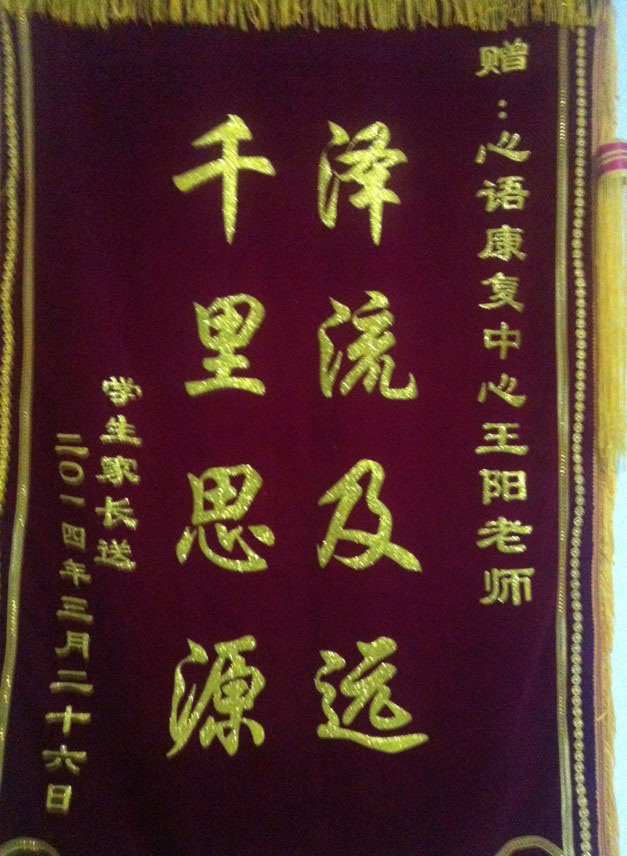 赠：心语康复中心王阳老师
泽流及远
千里思源
学生家长送
二〇一四年三月二十六日